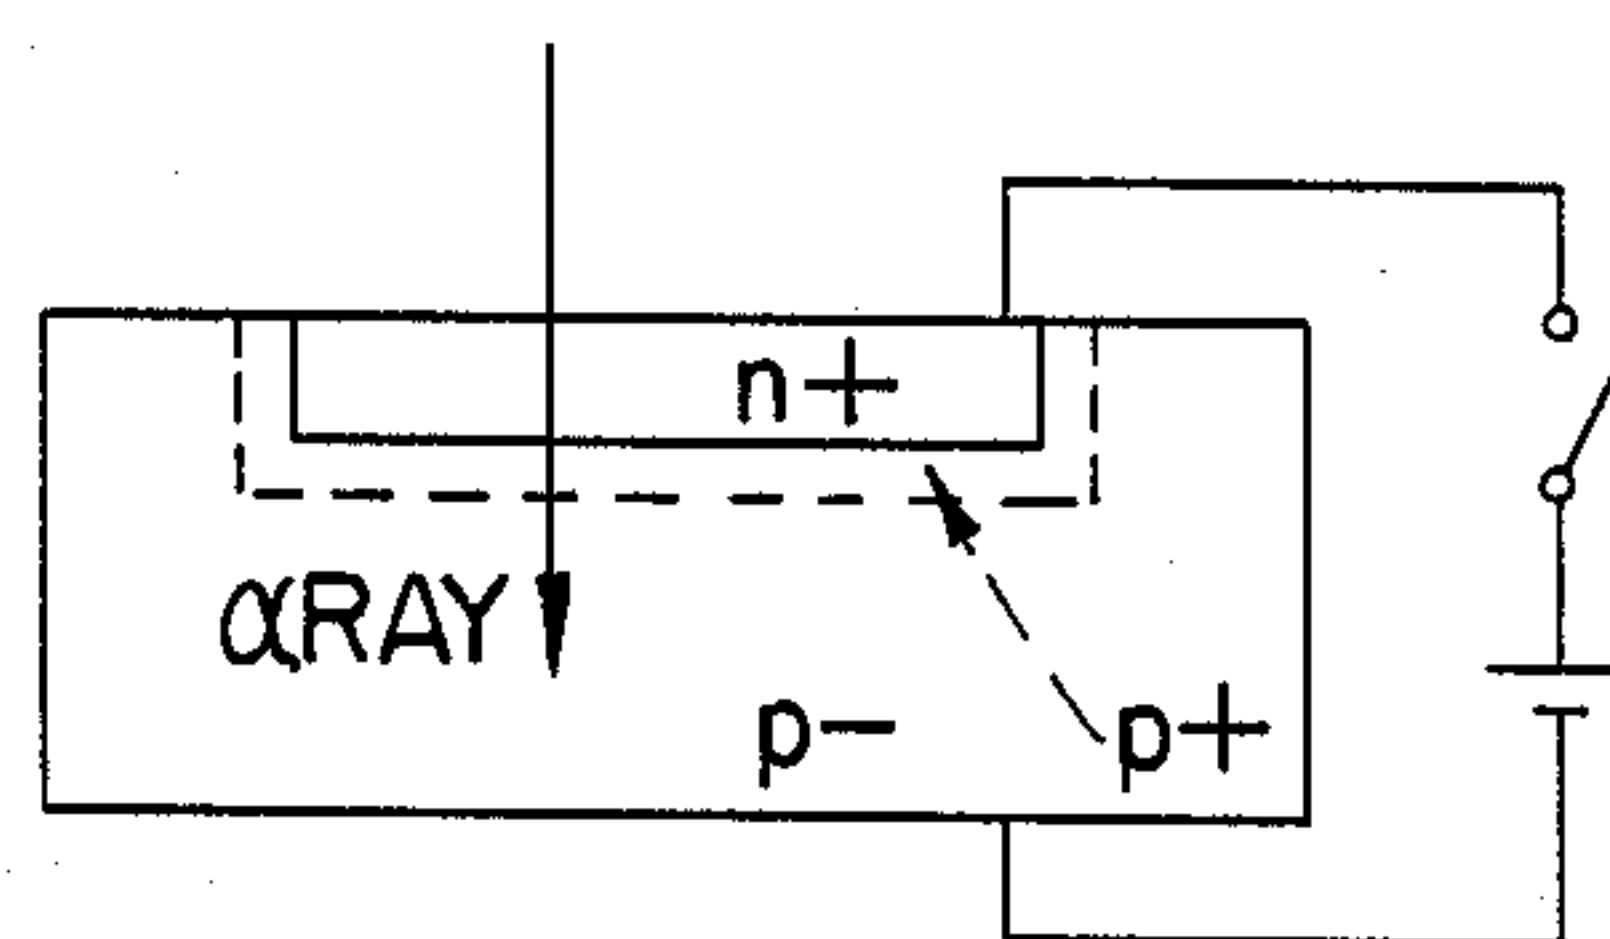 n+
αRAY
p- p+